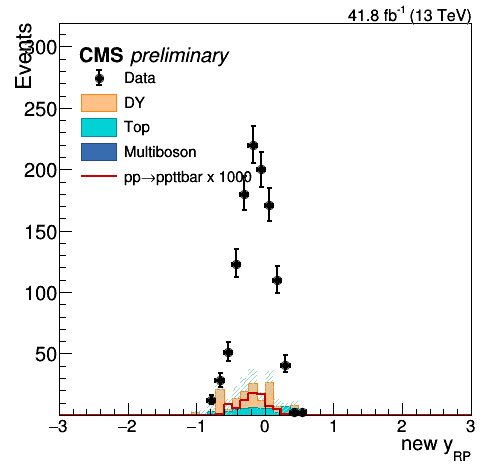 41.8 fb⁻¹ (13 TeV)
Events
CMS preliminary
Data
DY
Top
Multiboson
pp→ppttbar x 1000
300
250
200
150
100
50
−3 −2 −1 0 1 2 3
new y_RP